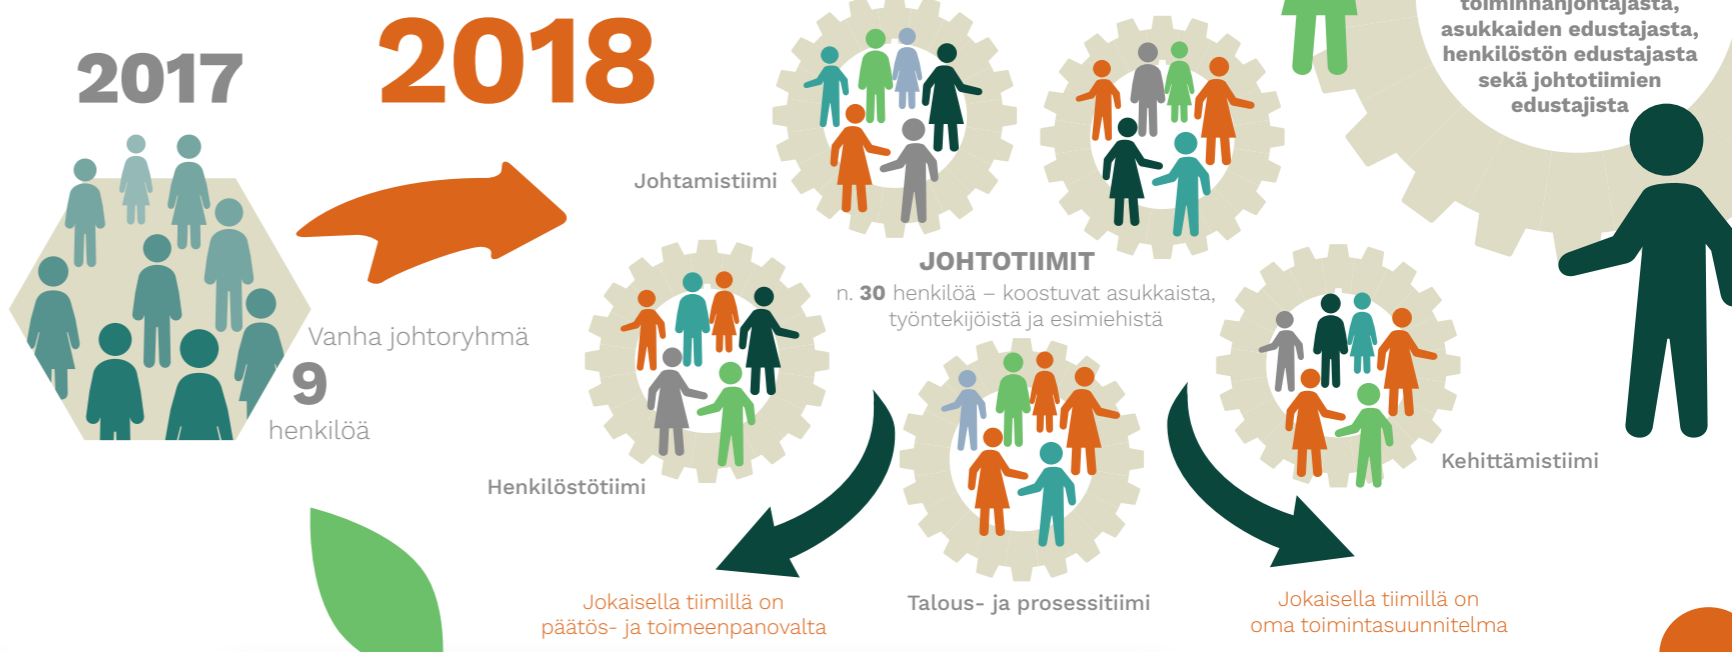 2017
2018
Vanha johtoryhmä
9
henkilöä
Johtamistiimi
JOHTOTIIMIT
n. 30 henkilöä – koostuvat asukkaista,
työntekijöistä ja esimiehistä
Henkilöstötiimi
Talous- ja prosessitiimi
Kehittämistiimi
Jokaisella tiimillä on
päätös- ja toimeenpanovalta
Jokaisella tiimillä on
oma toimintasuunnitelma
toiminnanjohtajasta,
asukkaiden edustajasta,
henkilöstön edustajasta
sekä johtotiimien
edustajista